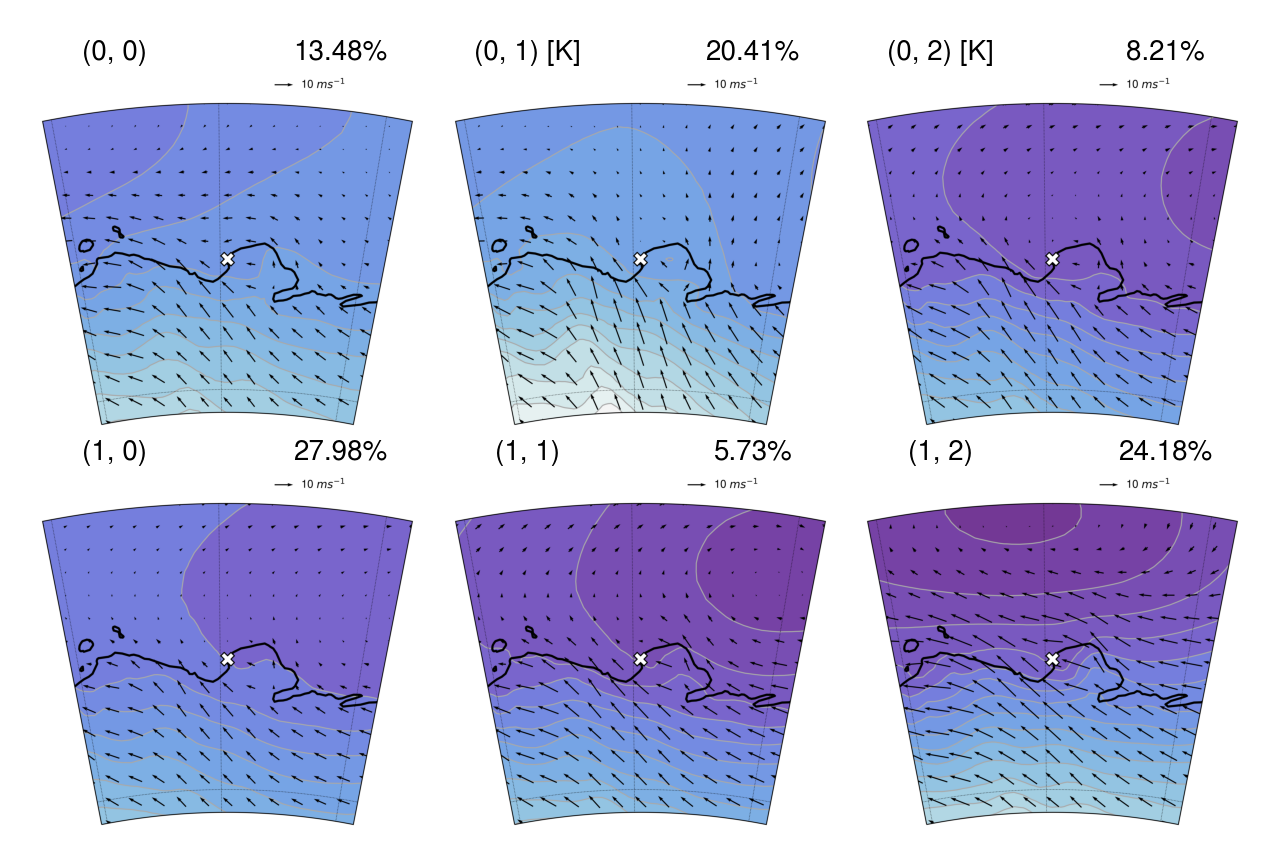 (0, 0) 13.48%
10 ms⁻¹
(0, 1) [K] 20.41%
10 ms⁻¹
(0, 2) [K] 8.21%
10 ms⁻¹
(1, 0) 27.98%
10 ms⁻¹
(1, 1) 5.73%
10 ms⁻¹
(1, 2) 24.18%
10 ms⁻¹